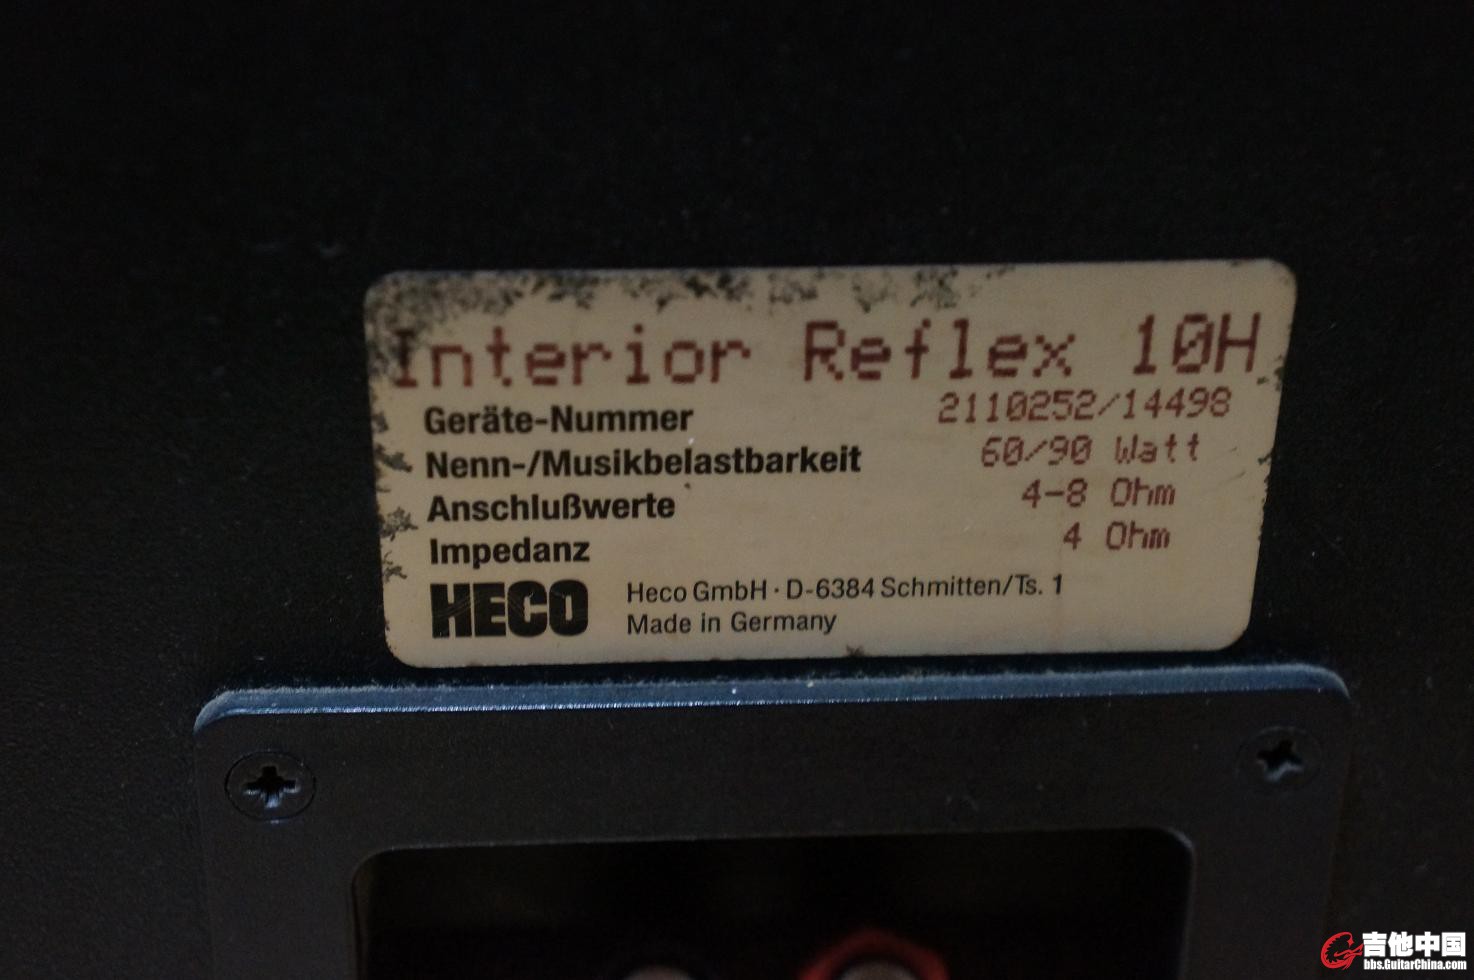 Interior Reflex 10H
Geräte-Nummer 2110252/14498
Nenn-/Musikbelastbarkeit 60/90 Watt
Anschlußwerte 4-8 Ohm
Impedanz 4 Ohm
HECO Heco GmbH · D-6384 Schmitten/Ts. 1
Made in Germany
吉他中国
bbs.GuitarChina.com